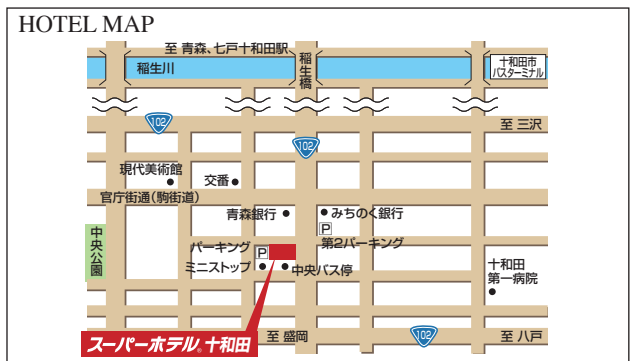 HOTEL MAP
至 青森、七戸十和田駅
稲生川
稲生橋
十和田市
バスターミナル
102
至 三沢
102
現代美術館
交番
官庁街通(駒街道)
青森銀行
みちのく銀行
P
第2パーキング
中央公園
パーキング
P
ミニストップ
中央バス停
十和田
第一病院
スーパーホテル® 十和田
至 盛岡
102
至 八戸